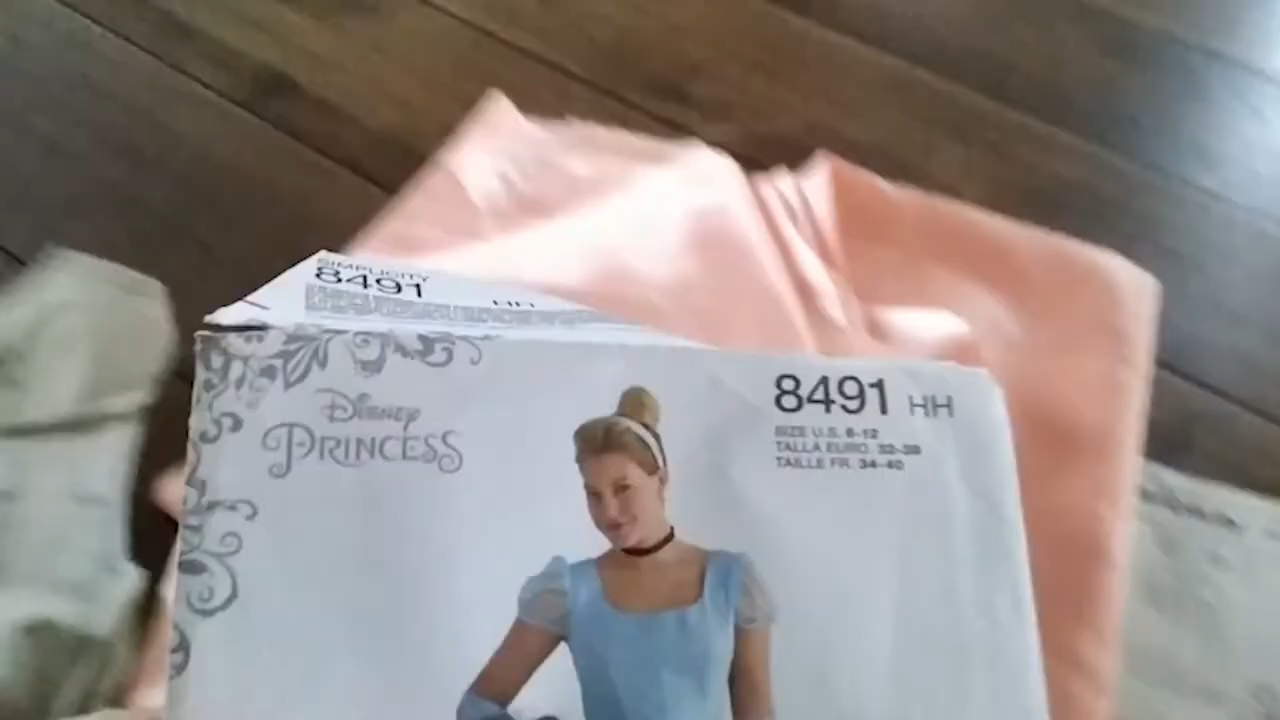 SIMPLICITY
8491 HH
Disney
PRINCESS
8491 HH
SIZE U.S. 6-12
TALLA EURO. 32-38
TAILLE FR. 34-40